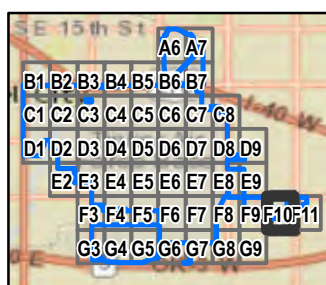 SE 15th St
A6 A7
B1 B2 B3 B4 B5 B6 B7
I-40 W
C1 C2 C3 C4 C5 C6 C7 C8
D1 D2 D3 D4 D5 D6 D7 D8 D9
E2 E3 E4 E5 E6 E7 E8 E9
F3 F4 F5 F6 F7 F8 F9 F10 F11
G3 G4 G5 G6 G7 G8 G9